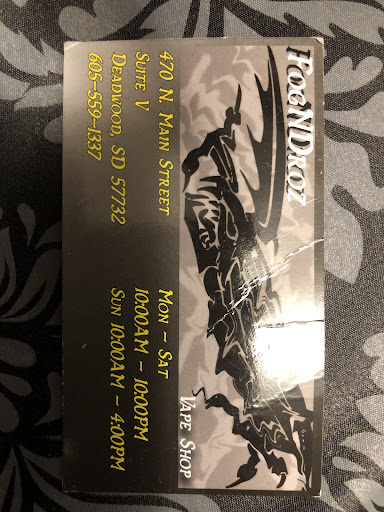 FogNDroz
Vape Shop
470 N. Main Street
Suite V
Deadwood, SD 57732
605-559-1337
Mon - Sat
10:00AM - 10:00PM
Sun 10:00AM - 4:00PM